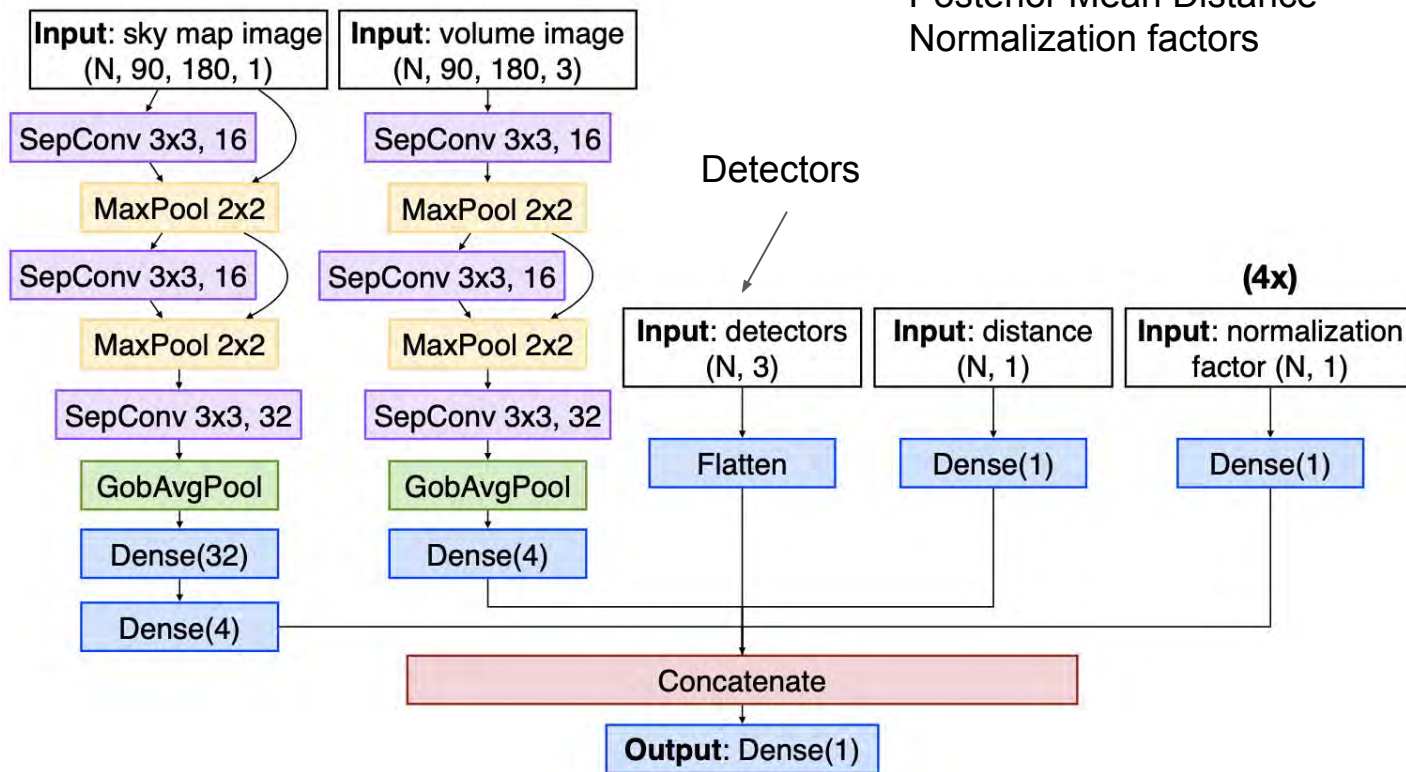 Posterior Mean Distance
Normalization factors
Input: sky map image
(N, 90, 180, 1)
Input: volume image
(N, 90, 180, 3)
SepConv 3x3, 16
SepConv 3x3, 16
Detectors
MaxPool 2x2
MaxPool 2x2
SepConv 3x3, 16
SepConv 3x3, 16
(4x)
MaxPool 2x2
MaxPool 2x2
Input: detectors
(N, 3)
Input: distance
(N, 1)
Input: normalization
factor (N, 1)
SepConv 3x3, 32
SepConv 3x3, 32
Flatten
Dense(1)
Dense(1)
GobAvgPool
GobAvgPool
Dense(32)
Dense(4)
Dense(4)
Concatenate
Output: Dense(1)